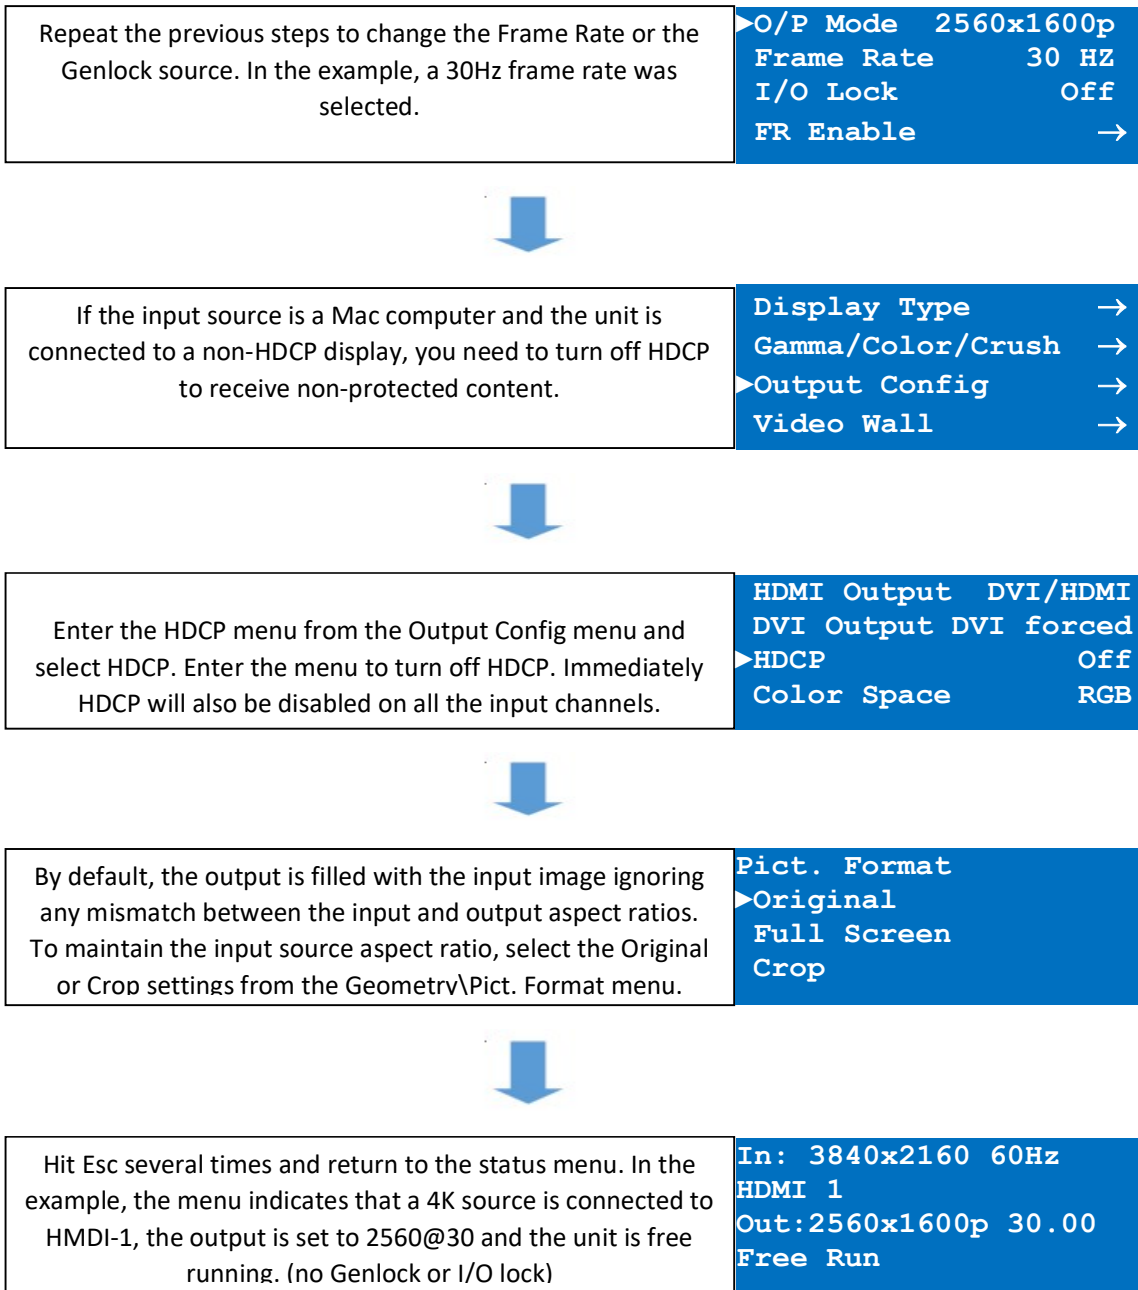 Repeat the previous steps to change the Frame Rate or the
Genlock source. In the example, a 30Hz frame rate was
selected.
►O/P Mode 2560x1600p
Frame Rate 30 HZ
I/O Lock Off
FR Enable →
If the input source is a Mac computer and the unit is
connected to a non-HDCP display, you need to turn off HDCP
to receive non-protected content.
Display Type →
Gamma/Color/Crush →
►Output Config →
Video Wall →
Enter the HDCP menu from the Output Config menu and
select HDCP. Enter the menu to turn off HDCP. Immediately
HDCP will also be disabled on all the input channels.
HDMI Output DVI/HDMI
DVI Output DVI forced
►HDCP Off
Color Space RGB
By default, the output is filled with the input image ignoring
any mismatch between the input and output aspect ratios.
To maintain the input source aspect ratio, select the Original
or Crop settings from the Geometry\Pict. Format menu.
Pict. Format
►Original
Full Screen
Crop
Hit Esc several times and return to the status menu. In the
example, the menu indicates that a 4K source is connected to
HMDI-1, the output is set to 2560@30 and the unit is free
running. (no Genlock or I/O lock)
In: 3840x2160 60Hz
HDMI 1
Out:2560x1600p 30.00
Free Run